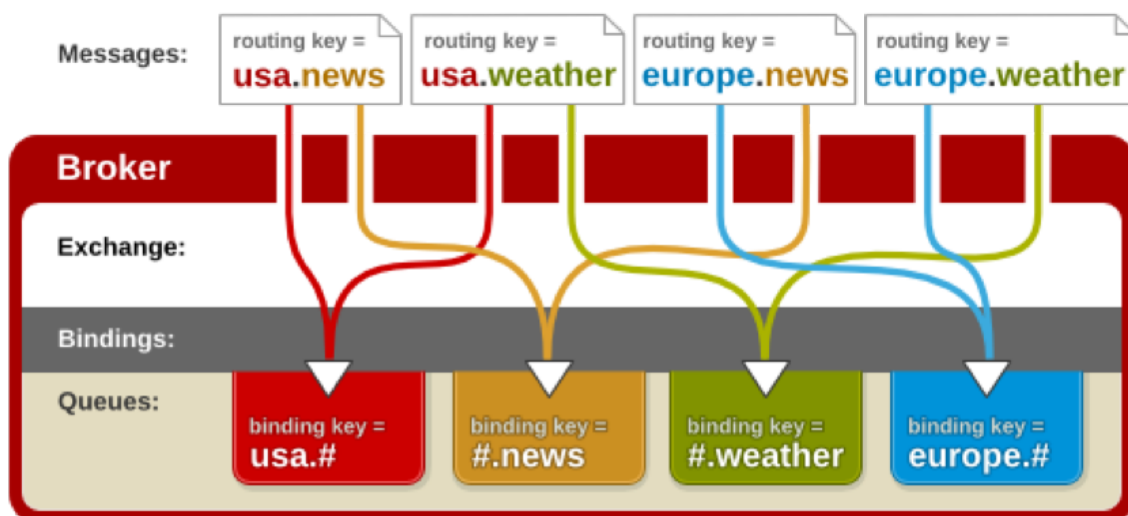 Messages:
routing key =
usa.news
routing key =
usa.weather
routing key =
europe.news
routing key =
europe.weather
Broker
Exchange:
Bindings:
Queues:
binding key =
usa.#
binding key =
#.news
binding key =
#.weather
binding key =
europe.#